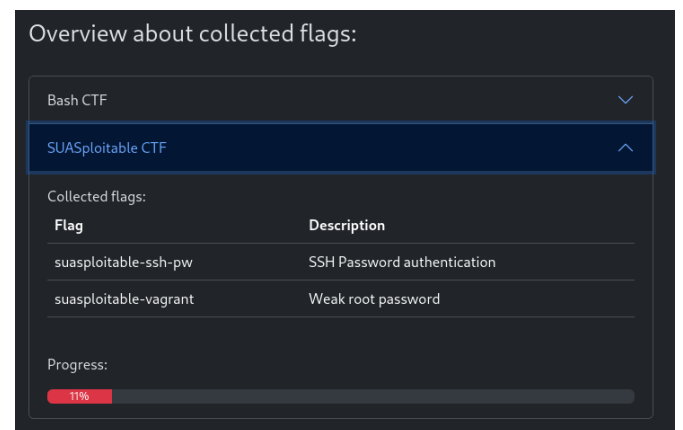 Overview about collected flags:
Bash CTF
SUASploitable CTF
Collected flags:
Flag Description
suasploitable-ssh-pw SSH Password authentication
suasploitable-vagrant Weak root password
Progress:
11%